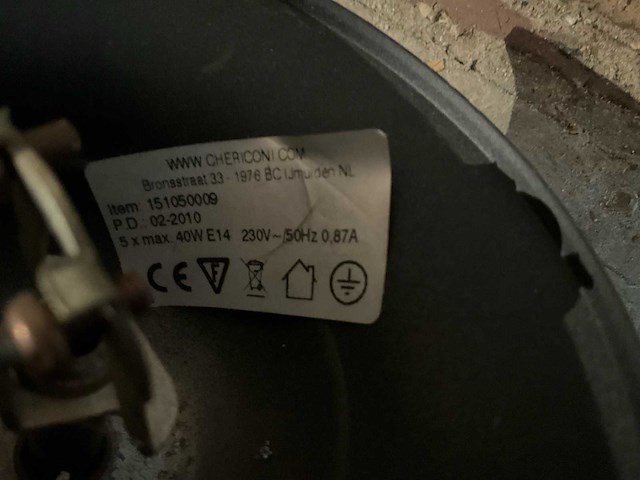 WWW.CHERICONI.COM
Bronsstraat 33 - 1976 BC IJmuiden NL
Item: 151050009
P.D.: 02-2010
5 x max. 40W E14 230V~/50Hz 0,87A
CE F